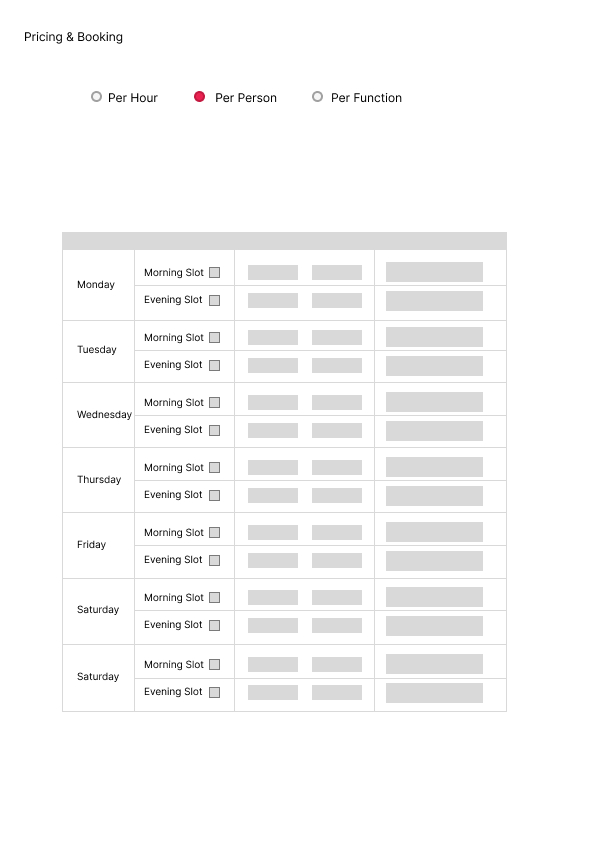 Pricing & Booking
Per Hour Per Person Per Function
Morning Slot
Monday
Evening Slot
Morning Slot
Tuesday
Evening Slot
Morning Slot
Wednesday
Evening Slot
Morning Slot
Thursday
Evening Slot
Morning Slot
Friday
Evening Slot
Morning Slot
Saturday
Evening Slot
Morning Slot
Saturday
Evening Slot